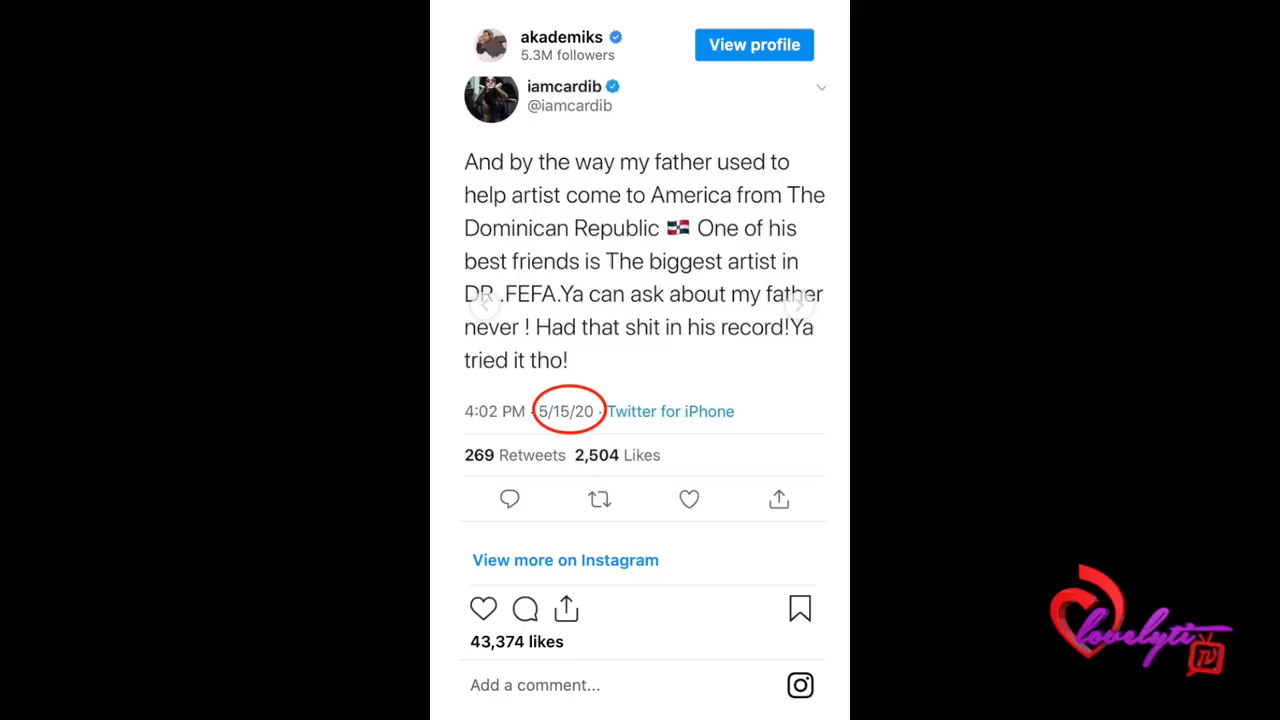 akademiks
5.3M followers
View profile
iamcardib
@iamcardib
And by the way my father used to
help artist come to America from The
Dominican Republic 🇩🇴 One of his
best friends is The biggest artist in
DR .FEFA.Ya can ask about my father
never ! Had that shit in his record!Ya
tried it tho!
4:02 PM · 5/15/20 · Twitter for iPhone
269 Retweets 2,504 Likes
View more on Instagram
43,374 likes
Add a comment...
lovelyti
TV